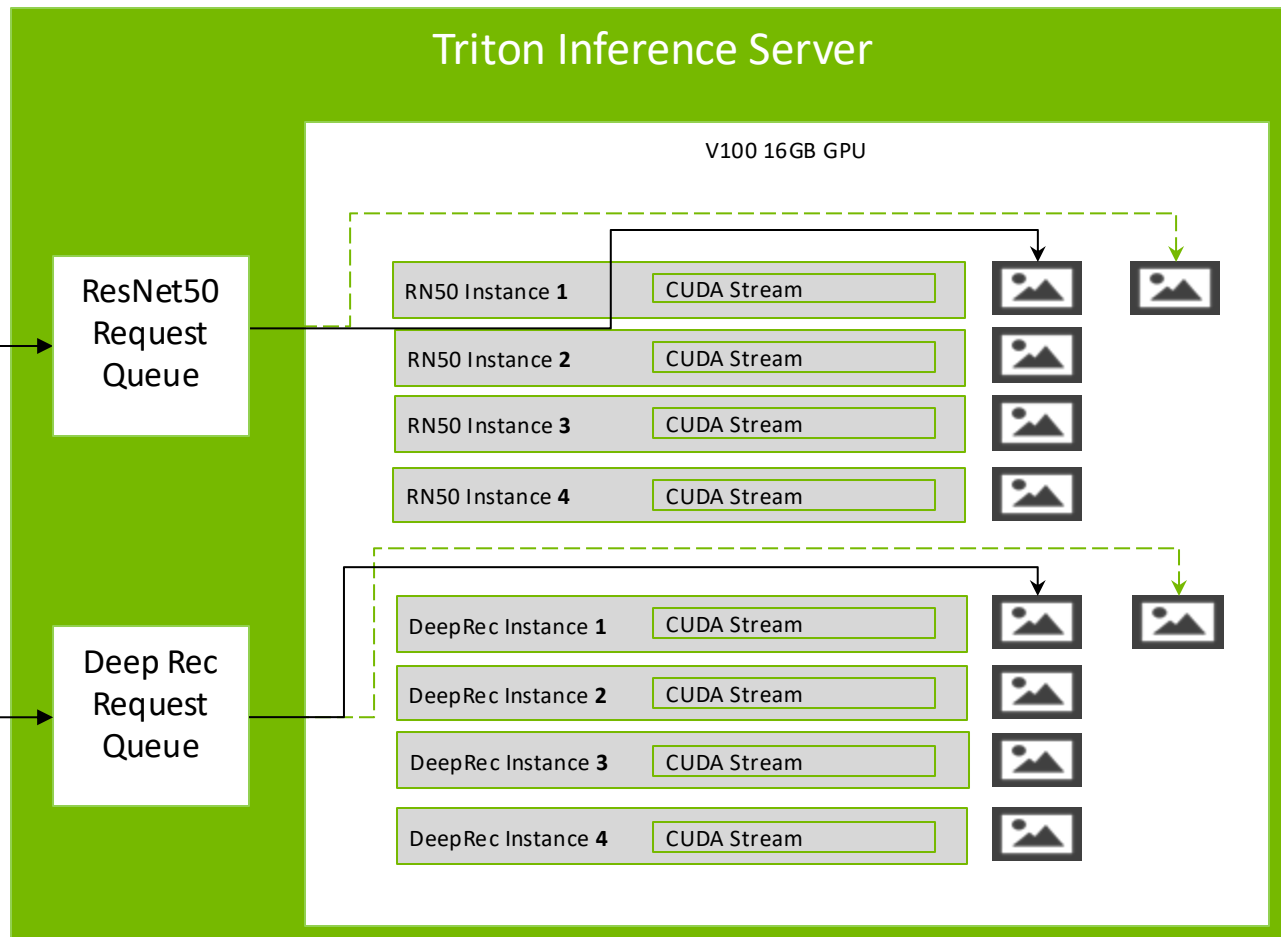 Triton Inference Server
V100 16GB GPU
ResNet50
Request
Queue
RN50 Instance 1 CUDA Stream
RN50 Instance 2 CUDA Stream
RN50 Instance 3 CUDA Stream
RN50 Instance 4 CUDA Stream
Deep Rec
Request
Queue
DeepRec Instance 1 CUDA Stream
DeepRec Instance 2 CUDA Stream
DeepRec Instance 3 CUDA Stream
DeepRec Instance 4 CUDA Stream